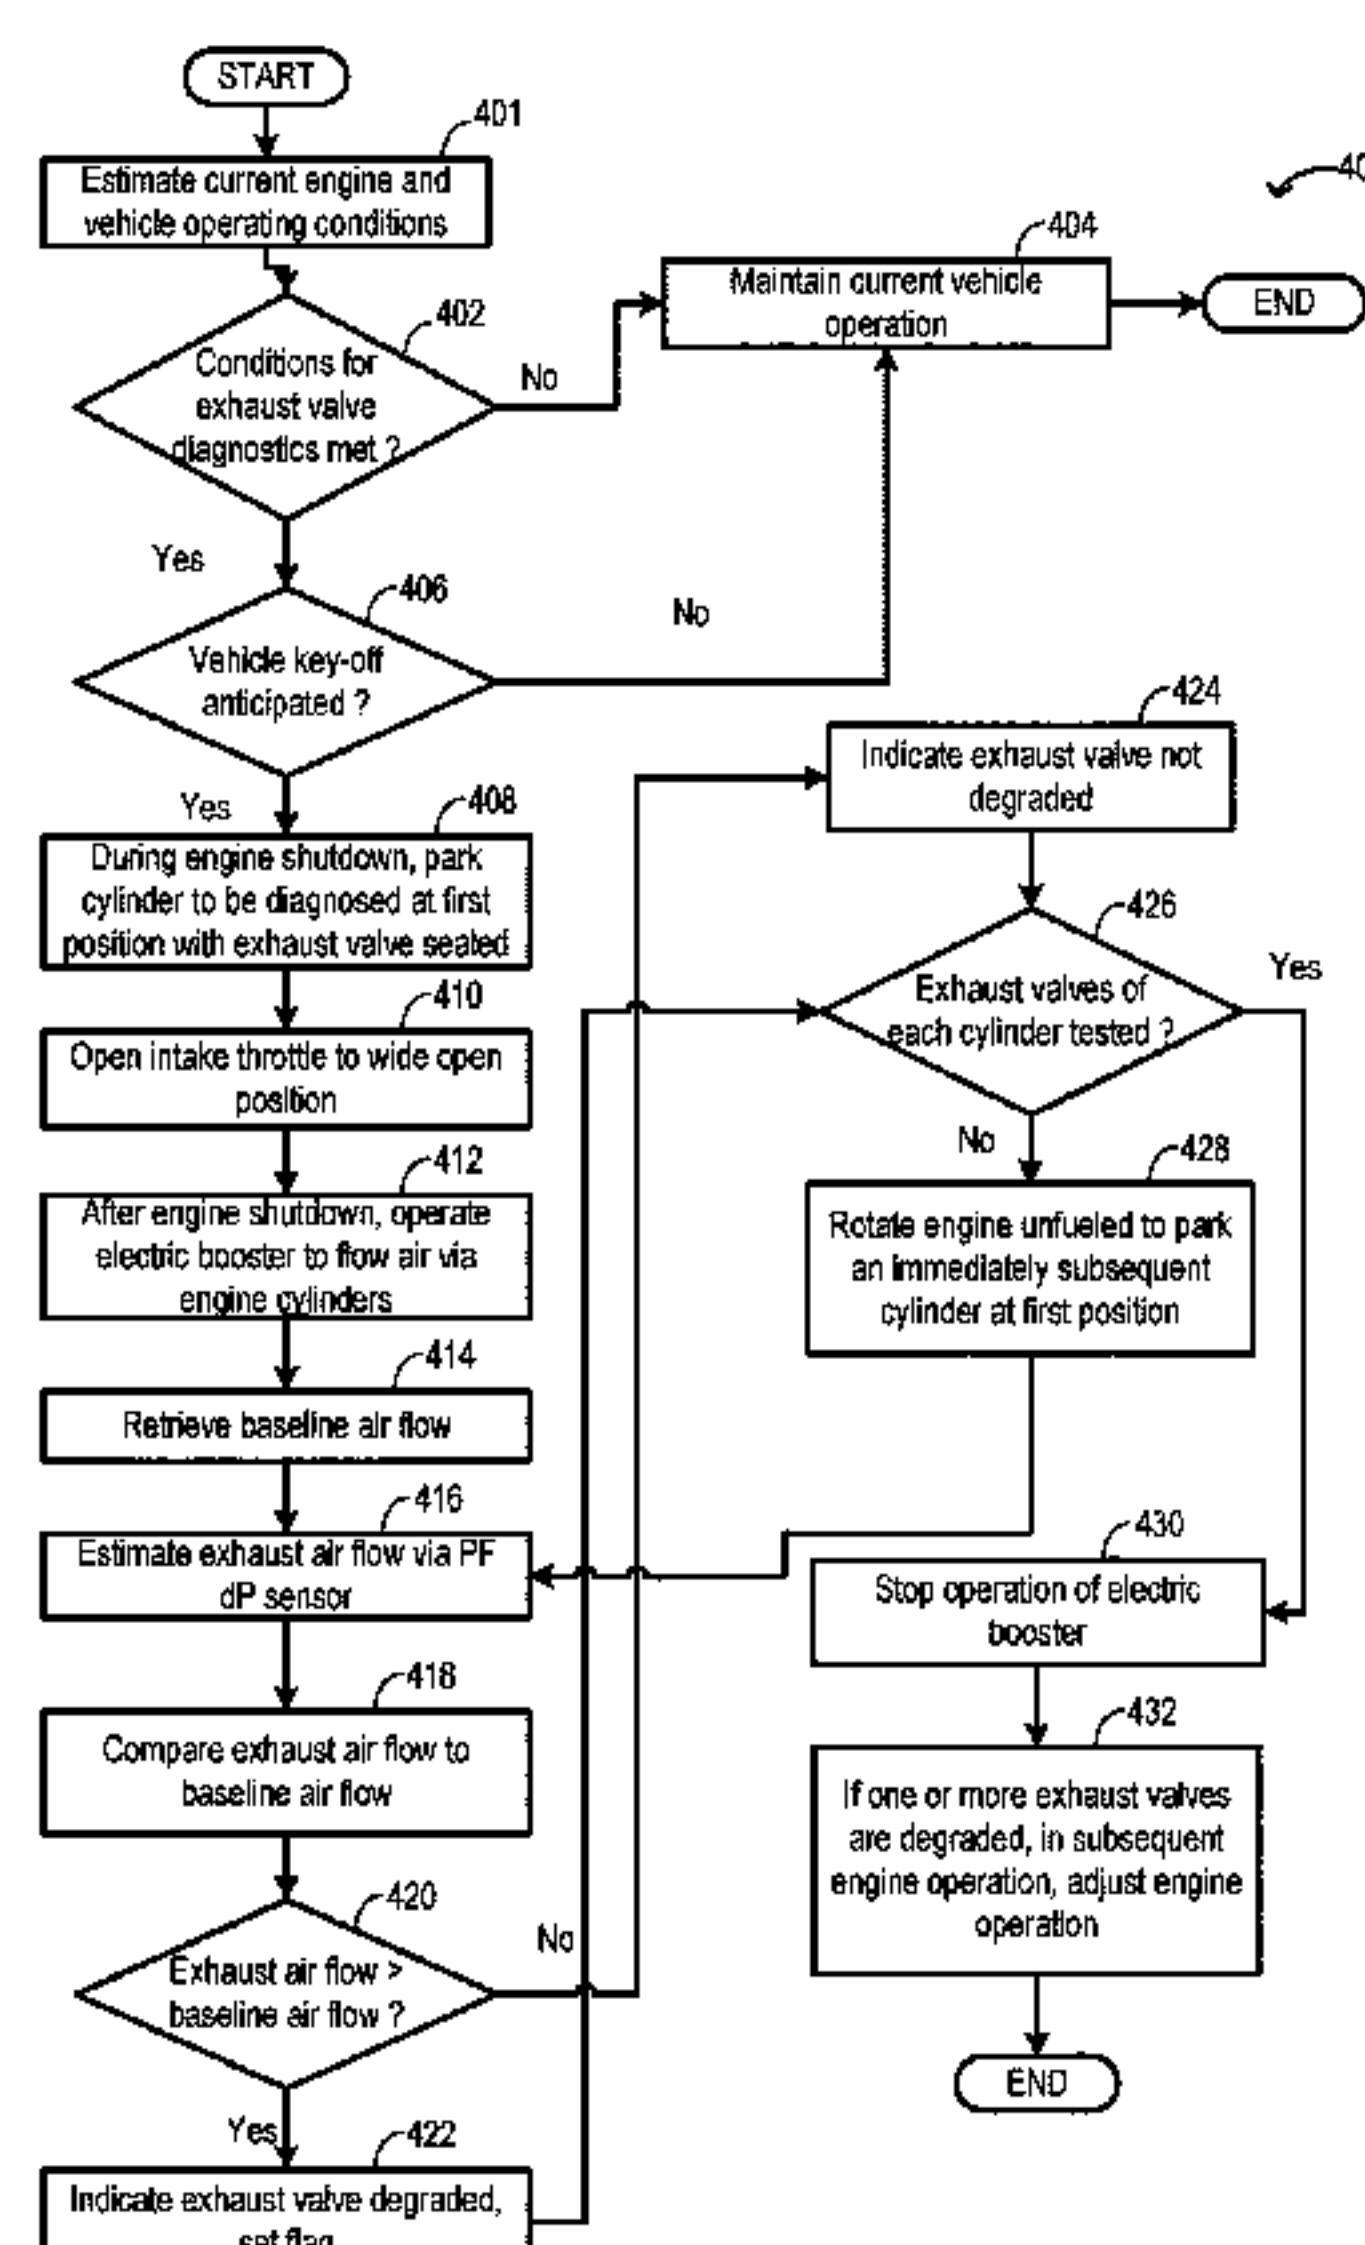 START
401
Estimate current engine and
vehicle operating conditions
402
Conditions for
exhaust valve
diagnostics met ?
No
Yes
404
Maintain current vehicle
operation
END
406
Vehicle key-off
anticipated ?
No
Yes
408
During engine shutdown, park
cylinder to be diagnosed at first
position with exhaust valve seated
410
Open intake throttle to wide open
position
412
After engine shutdown, operate
electric booster to flow air via
engine cylinders
414
Retrieve baseline air flow
416
Estimate exhaust air flow via PF
dP sensor
418
Compare exhaust air flow to
baseline air flow
420
Exhaust air flow >
baseline air flow ?
No
Yes
422
Indicate exhaust valve degraded,
set flag
424
Indicate exhaust valve not
degraded
426
Exhaust valves of
each cylinder tested ?
Yes
No
428
Rotate engine unfueled to park
an immediately subsequent
cylinder at first position
430
Stop operation of electric
booster
432
If one or more exhaust valves
are degraded, in subsequent
engine operation, adjust engine
operation
END